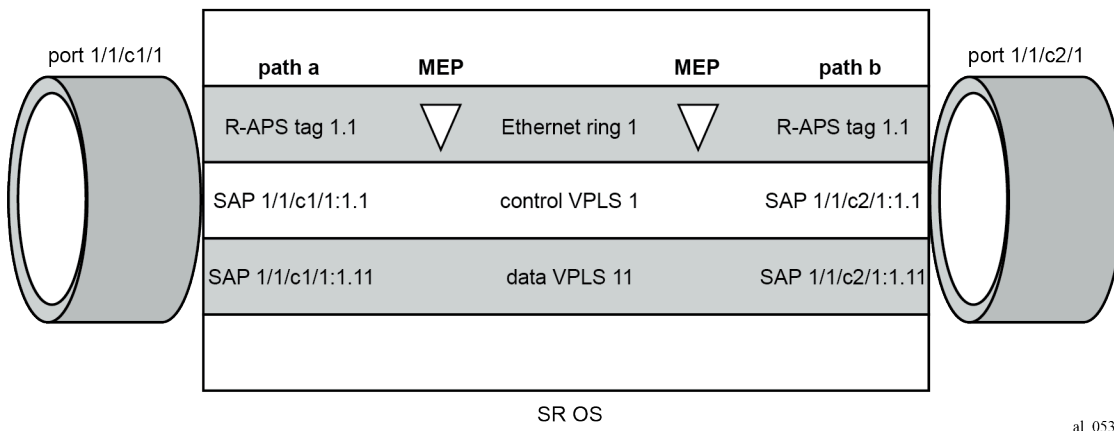 port 1/1/c1/1
port 1/1/c2/1
path a MEP MEP path b
R-APS tag 1.1 Ethernet ring 1 R-APS tag 1.1
SAP 1/1/c1/1:1.1 control VPLS 1 SAP 1/1/c2/1:1.1
SAP 1/1/c1/1:1.11 data VPLS 11 SAP 1/1/c2/1:1.11
SR OS
al_053